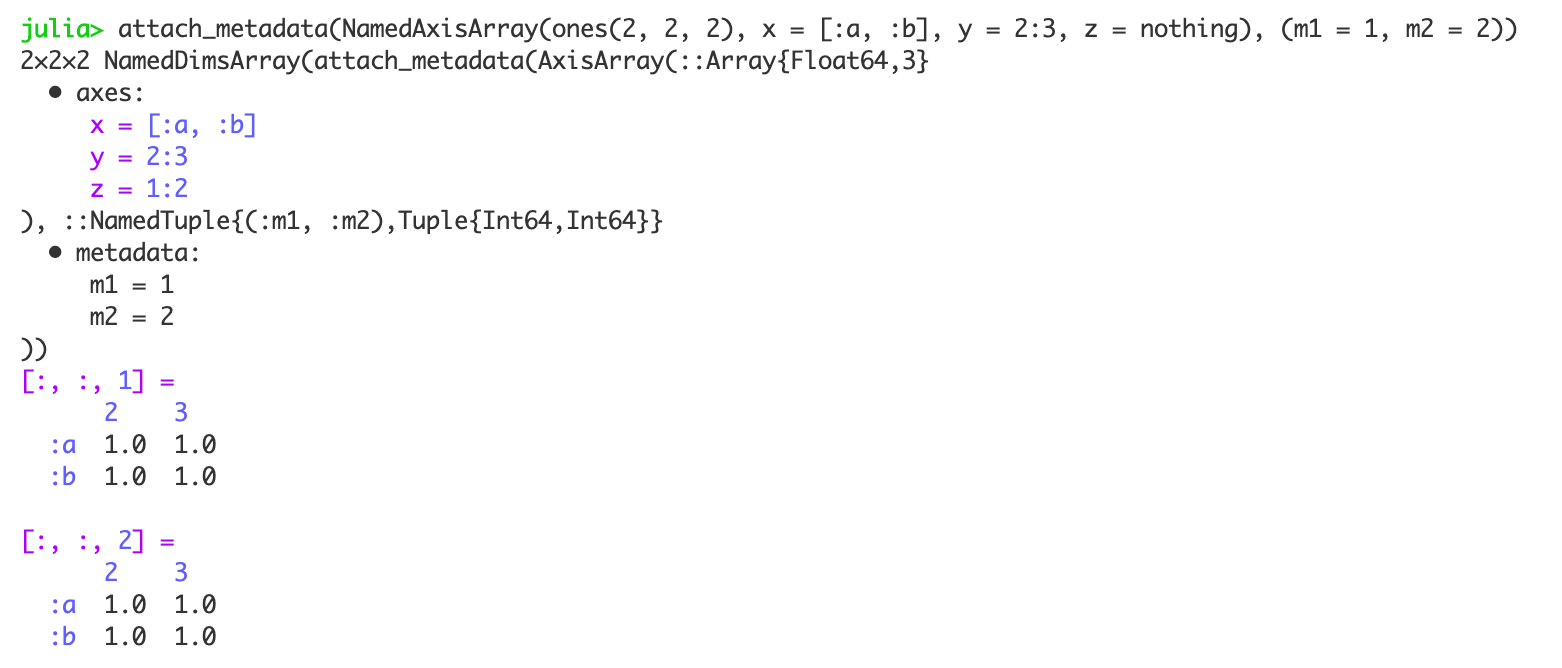 julia> attach_metadata(NamedAxisArray(ones(2, 2, 2), x = [:a, :b], y = 2:3, z = nothing), (m1 = 1, m2 = 2))
2×2×2 NamedDimsArray(attach_metadata(AxisArray(::Array{Float64,3}
  • axes:
     x = [:a, :b]
     y = 2:3
     z = 1:2
), ::NamedTuple{(:m1, :m2),Tuple{Int64,Int64}}
  • metadata:
     m1 = 1
     m2 = 2
))
[:, :, 1] =
      2    3
  :a  1.0  1.0
  :b  1.0  1.0

[:, :, 2] =
      2    3
  :a  1.0  1.0
  :b  1.0  1.0